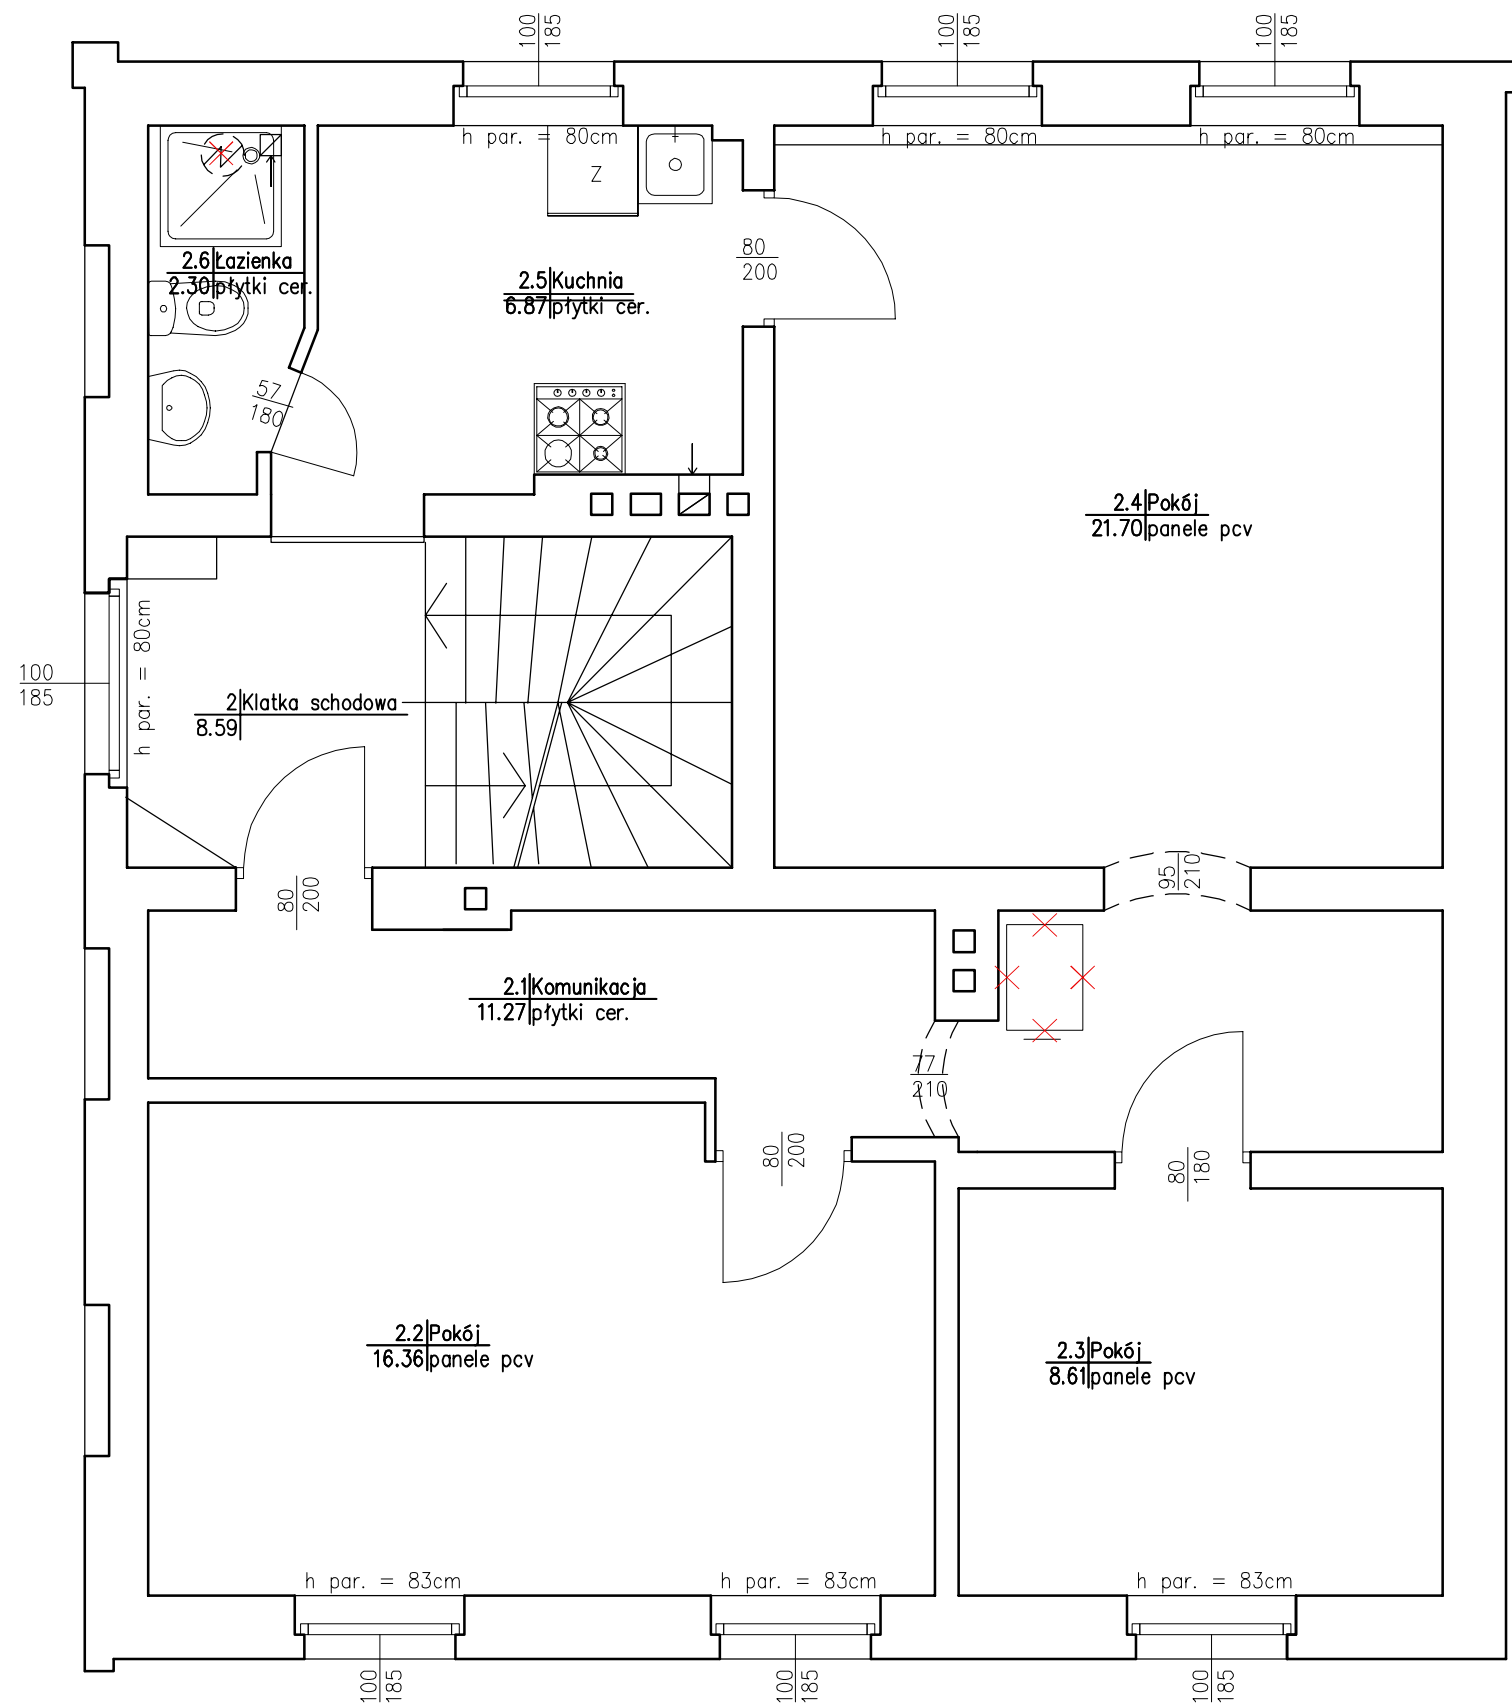 100
185
100
185
100
185
h par. = 80cm
h par. = 80cm
h par. = 80cm
Z
2.6 Łazienka
2.30 płytki cer.
80
200
2.5 Kuchnia
6.87 płytki cer.
57
180
2.4 Pokój
21.70 panele pcv
h par. = 80cm
100
185
2 Klatka schodowa
8.59
80
200
95
210
2.1 Komunikacja
11.27 płytki cer.
77
210
80
200
80
180
2.2 Pokój
16.36 panele pcv
2.3 Pokój
8.61 panele pcv
h par. = 83cm
h par. = 83cm
h par. = 83cm
100
185
100
185
100
185